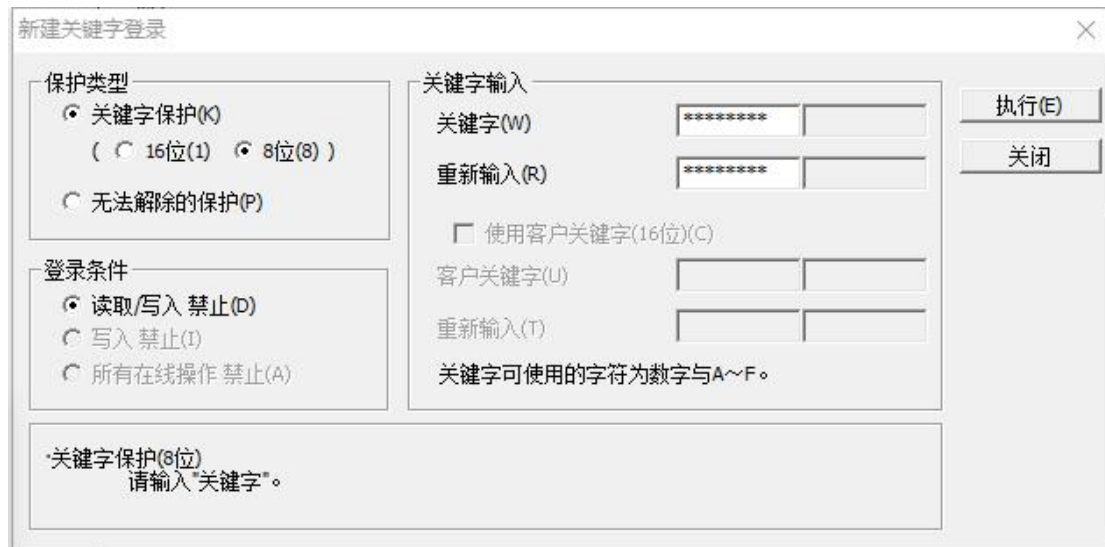 新建关键字登录
保护类型
关键字保护(K)
( 16位(1) 8位(8) )
无法解除的保护(P)
登录条件
读取/写入 禁止(D)
写入 禁止(I)
所有在线操作 禁止(A)
关键字输入
关键字(W) ********
重新输入(R) ********
使用客户关键字(16位)(C)
客户关键字(U)
重新输入(T)
关键字可使用的字符为数字与A～F。
执行(E)
关闭
·关键字保护(8位)
请输入"关键字"。